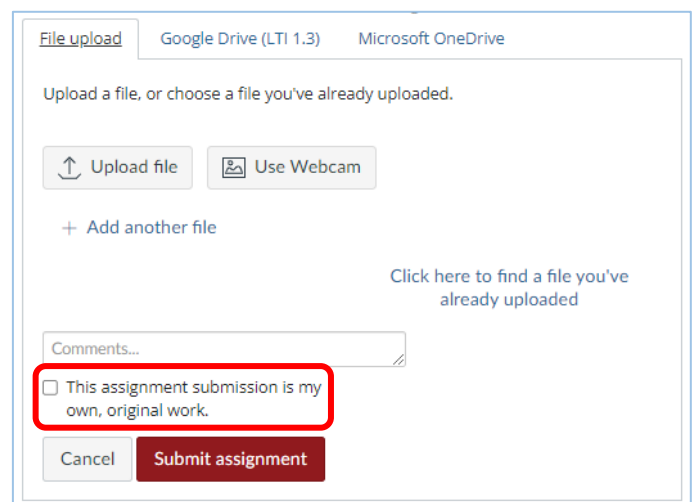 File upload Google Drive (LTI 1.3) Microsoft OneDrive
Upload a file, or choose a file you've already uploaded.
Upload file Use Webcam
+ Add another file
Click here to find a file you've
already uploaded
Comments...
This assignment submission is my
own, original work.
Cancel Submit assignment